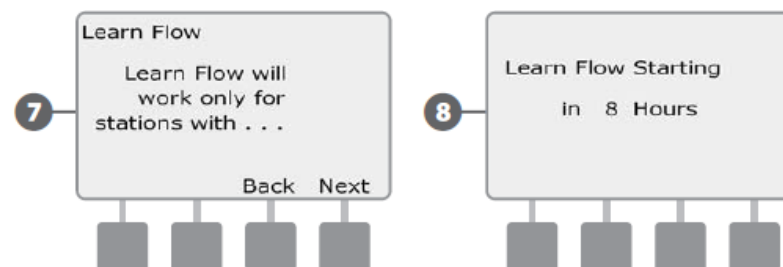 Learn Flow
Learn Flow will
work only for
stations with . . .
Back Next
7
Learn Flow Starting
in 8 Hours
8